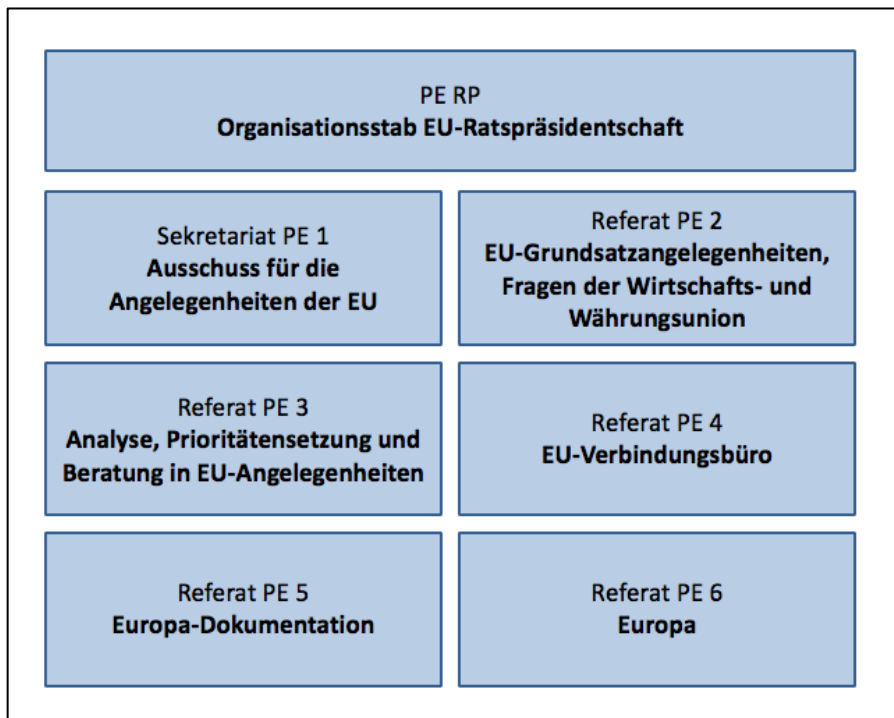 PE RP
Organisationsstab EU-Ratspräsidentschaft
Sekretariat PE 1
Ausschuss für die
Angelegenheiten der EU
Referat PE 2
EU-Grundsatzangelegenheiten,
Fragen der Wirtschafts- und
Währungsunion
Referat PE 3
Analyse, Prioritätensetzung und
Beratung in EU-Angelegenheiten
Referat PE 4
EU-Verbindungsbüro
Referat PE 5
Europa-Dokumentation
Referat PE 6
Europa